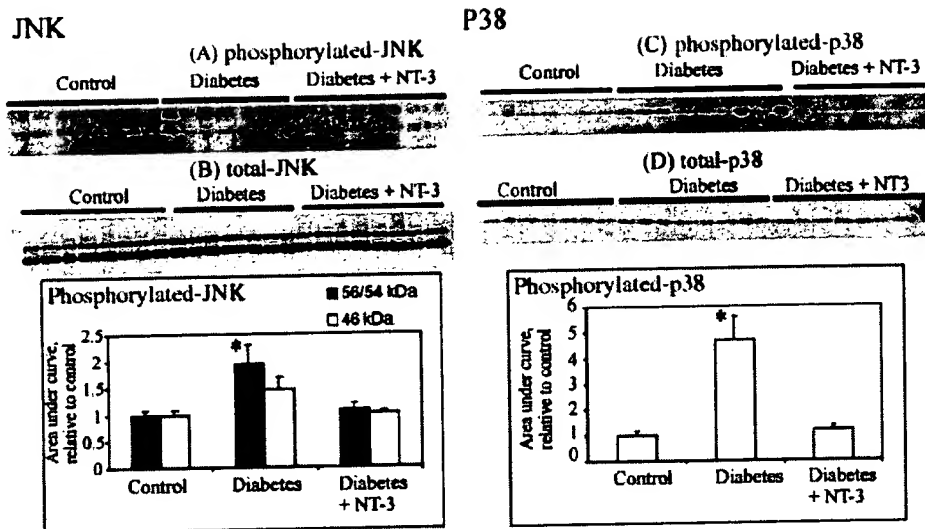 JNK
(A) phosphorylated-JNK
Control Diabetes Diabetes + NT-3
(B) total-JNK
Control Diabetes Diabetes + NT-3
Phosphorylated-JNK
56/54 kDa
46 kDa
Area under curve,
relative to control
2.5
2
1.5
1
0.5
0
*
Control Diabetes Diabetes
+ NT-3
P38
(C) phosphorylated-p38
Control Diabetes Diabetes + NT-3
(D) total-p38
Control Diabetes Diabetes + NT3
Phosphorylated-p38
Area under curve,
relative to control
6
5
4
3
2
1
0
*
Control Diabetes Diabetes
+ NT-3